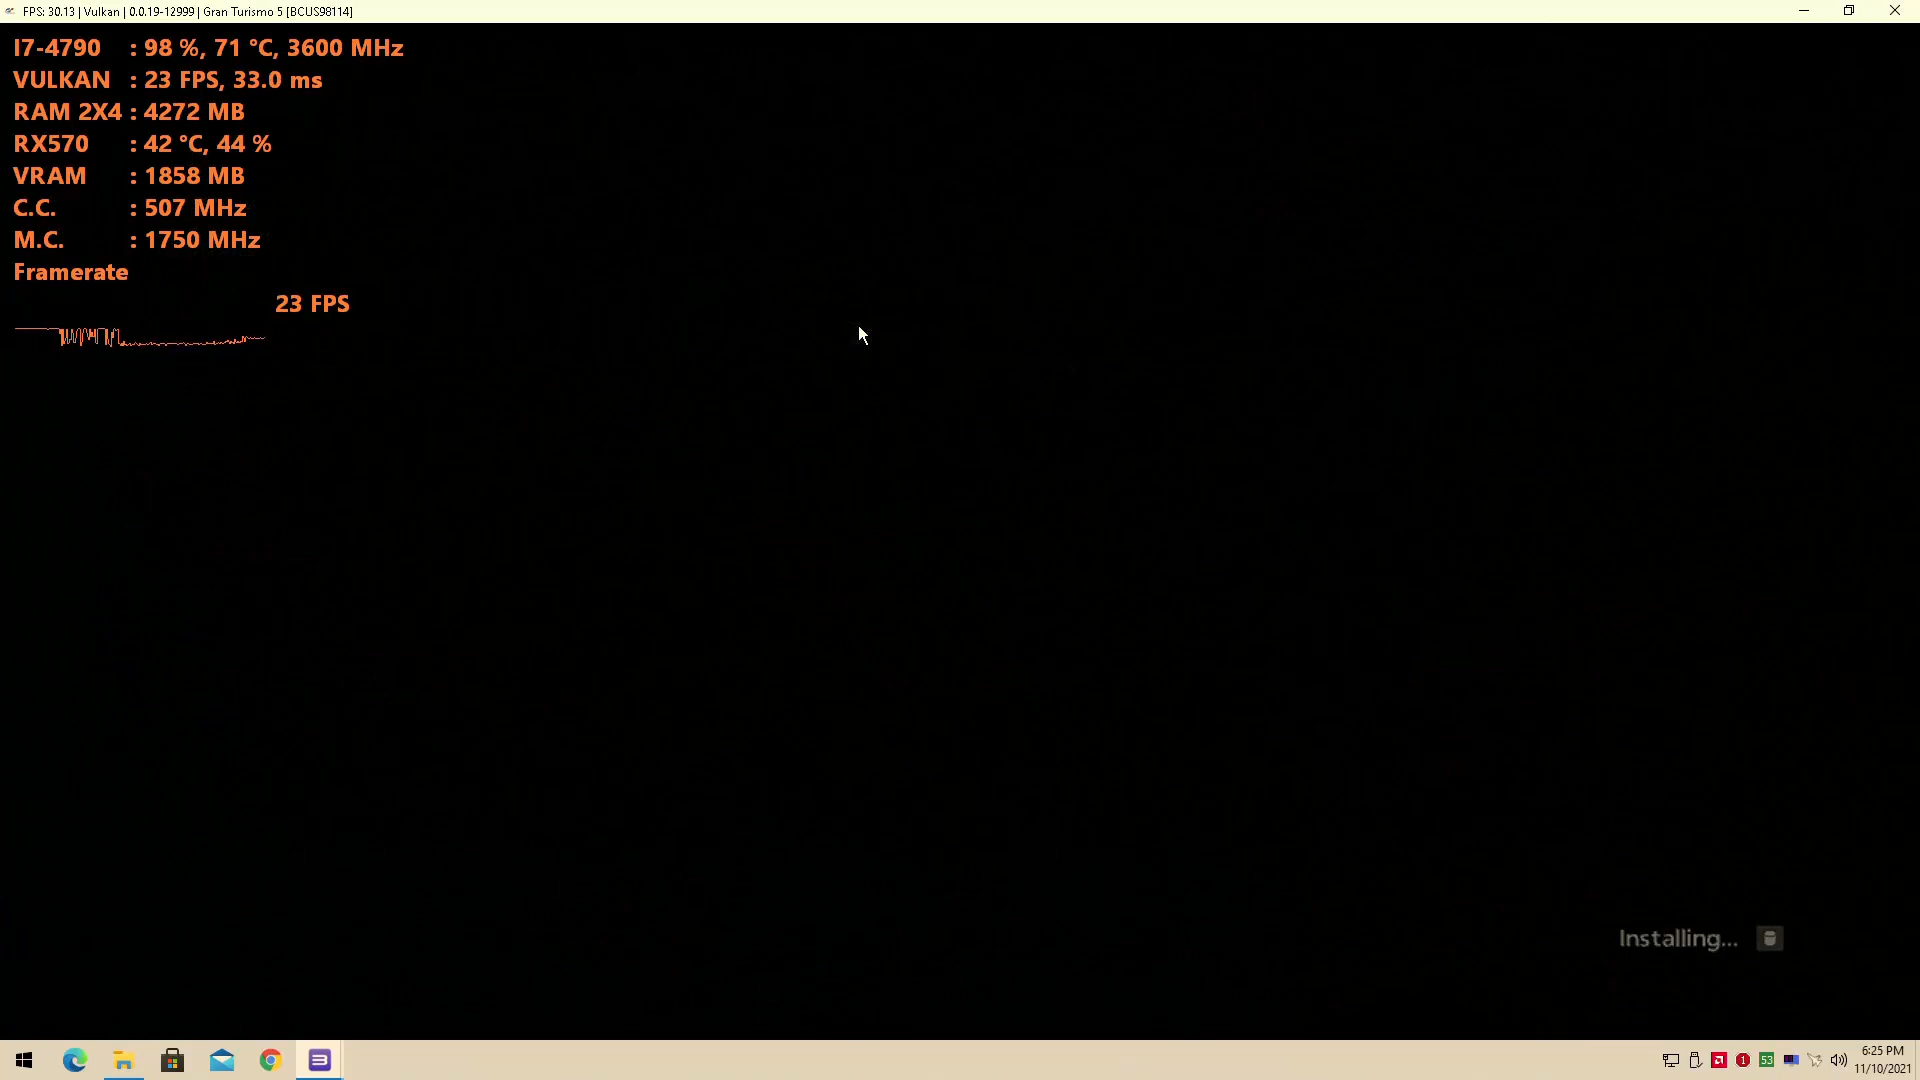 FPS: 30.13 | Vulkan | 0.0.19-12999 | Gran Turismo 5 [BCUS98114]
I7-4790 : 98 %, 71 °C, 3600 MHz
VULKAN : 23 FPS, 33.0 ms
RAM 2X4 : 4272 MB
RX570 : 42 °C, 44 %
VRAM : 1858 MB
C.C. : 507 MHz
M.C. : 1750 MHz
Framerate
23 FPS
Installing...
1
53
6:25 PM
11/10/2021